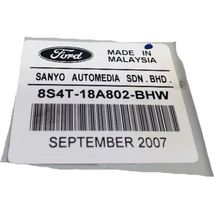 Ford
MADE IN
MALAYSIA
SANYO AUTOMEDIA SDN . BHD .
8S4T-18A802-BHW
SEPTEMBER 2007